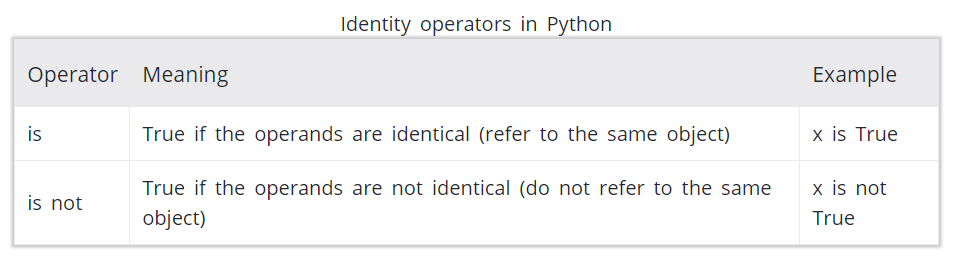 Identity operators in Python
Operator Meaning Example
is True if the operands are identical (refer to the same object) x is True
is not True if the operands are not identical (do not refer to the same object) x is not True